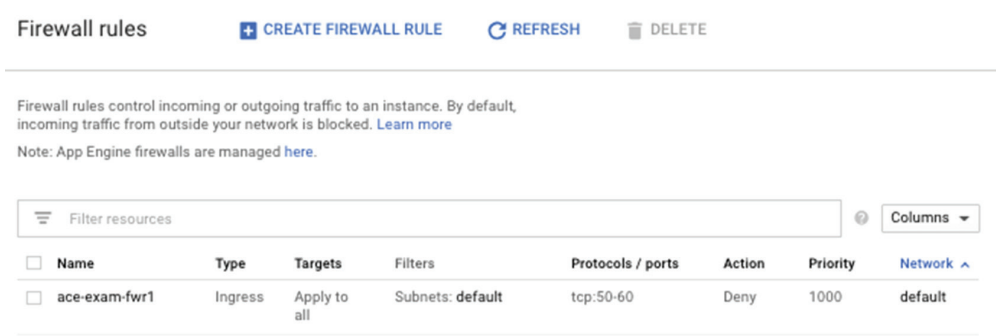 Firewall rules
CREATE FIREWALL RULE
REFRESH
DELETE
Firewall rules control incoming or outgoing traffic to an instance. By default,
incoming traffic from outside your network is blocked. Learn more
Note: App Engine firewalls are managed here.
Filter resources
?
Columns
Name Type Targets Filters Protocols / ports Action Priority Network
ace-exam-fwr1 Ingress Apply to Subnets: default tcp:50-60 Deny 1000 default
all